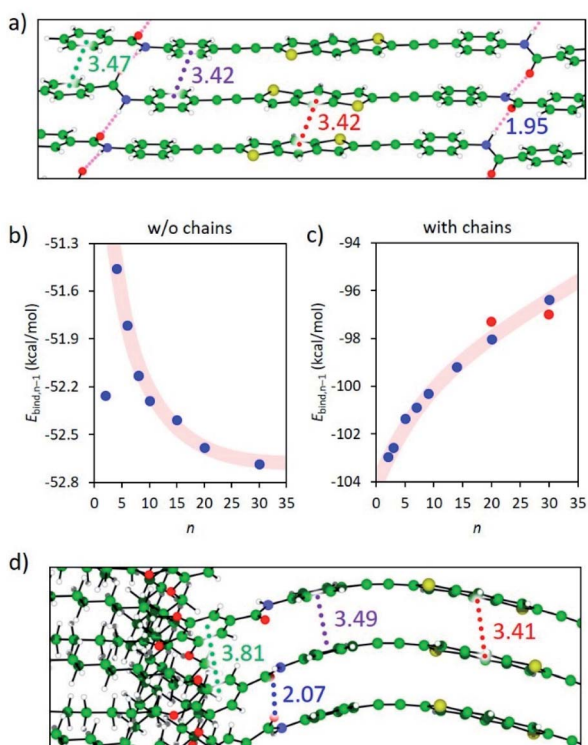 a)
3.47
3.42
3.42
1.95
b)
w/o chains
-51.3
-51.6
-51.9
-52.2
-52.5
-52.8
E_bind,n−1 (kcal/mol)
0 5 10 15 20 25 30 35
n
c)
with chains
-94
-96
-98
-100
-102
-104
E_bind,n−1 (kcal/mol)
0 5 10 15 20 25 30 35
n
d)
3.81
2.07
3.49
3.41